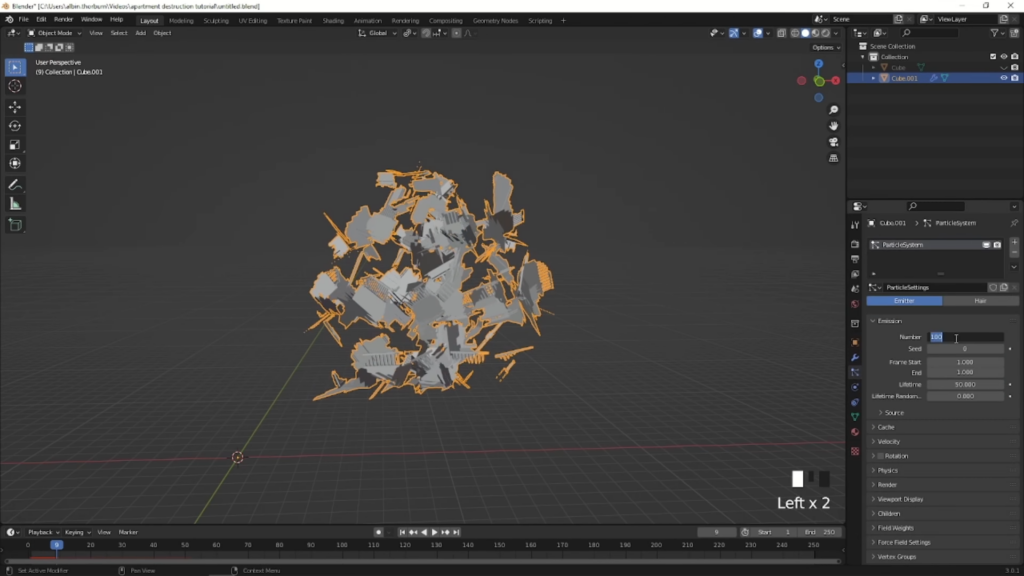 Blender* [C:\Users\albin.thorburn\Videos\apartment destruction tutorial\untitled.blend]
File Edit Render Window Help Layout Modeling Sculpting UV Editing Texture Paint Shading Animation Rendering Compositing Geometry Nodes Scripting + Scene ViewLayer
Object Mode View Select Add Object Global
Options
User Perspective
(9) Collection | Cube.001
Scene Collection
Collection
Cube
Cube.001
Cube.001 > ParticleSystem
ParticleSystem
ParticleSettings
Emitter Hair
Emission
Number 100
Seed 0
Frame Start 1.000
End 1.000
Lifetime 50.000
Lifetime Random... 0.000
Source
Cache
Velocity
Rotation
Physics
Render
Viewport Display
Children
Field Weights
Force Field Settings
Vertex Groups
Left x 2
Playback Keying View Marker 9 Start 1 End 250
0 9 20 30 40 50 60 70 80 90 100 110 120 130 140 150 160 170 180 190 200 210 220 230 240 250
Set Active Modifier Pan View Context Menu 3.0.1